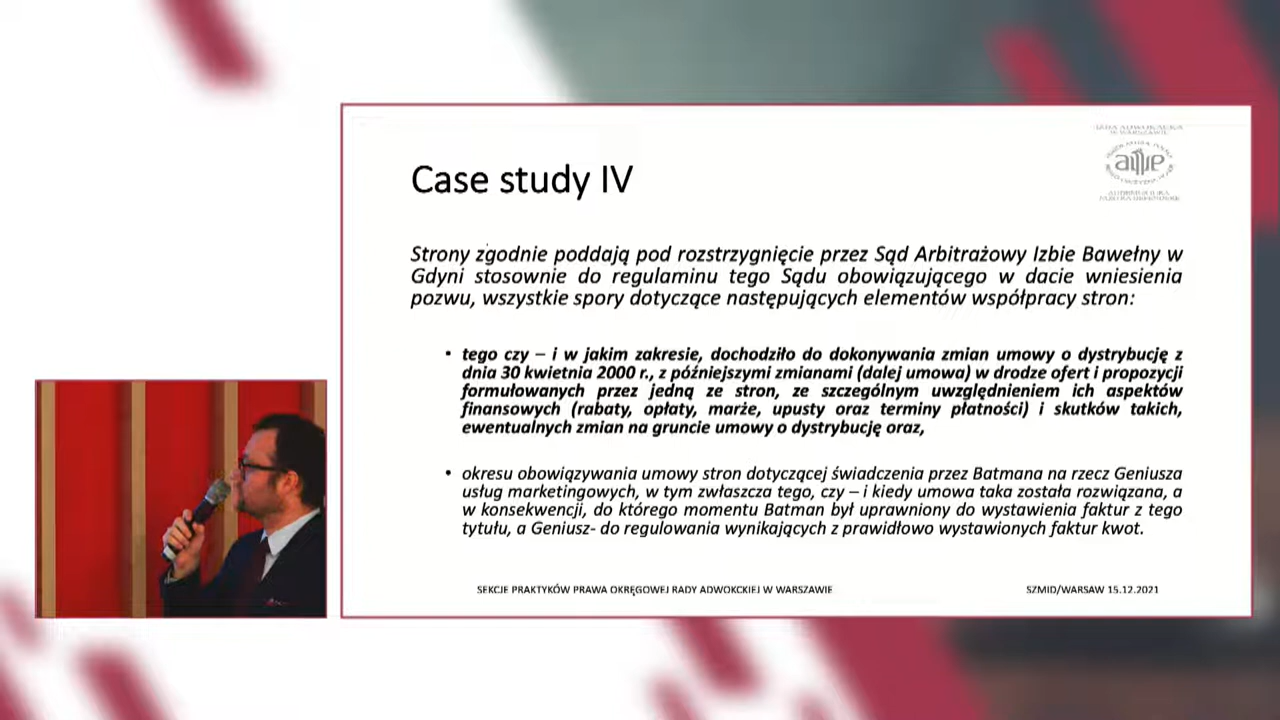 IZBA ADWOKACKA
W WARSZAWIE
Case study IV
Strony zgodnie poddają pod rozstrzygnięcie przez Sąd Arbitrażowy Izbie Bawełny w
Gdyni stosownie do regulaminu tego Sądu obowiązującego w dacie wniesienia
pozwu, wszystkie spory dotyczące następujących elementów współpracy stron:
• tego czy – i w jakim zakresie, dochodziło do dokonywania zmian umowy o dystrybucję z
dnia 30 kwietnia 2000 r., z późniejszymi zmianami (dalej umowa) w drodze ofert i propozycji
formułowanych przez jedną ze stron, ze szczególnym uwzględnieniem ich aspektów
finansowych (rabaty, opłaty, marże, upusty oraz terminy płatności) i skutków takich,
ewentualnych zmian na gruncie umowy o dystrybucję oraz,
• okresu obowiązywania umowy stron dotyczącej świadczenia przez Batmana na rzecz Geniusza
usług marketingowych, w tym zwłaszcza tego, czy – i kiedy umowa taka została rozwiązana, a
w konsekwencji, do którego momentu Batman był uprawniony do wystawienia faktur z tego
tytułu, a Geniusz- do regulowania wynikających z prawidłowo wystawionych faktur kwot.
SEKCJE PRAKTYKÓW PRAWA OKRĘGOWEJ RADY ADWOKCKIEJ W WARSZAWIE
SZMID/WARSAW 15.12.2021